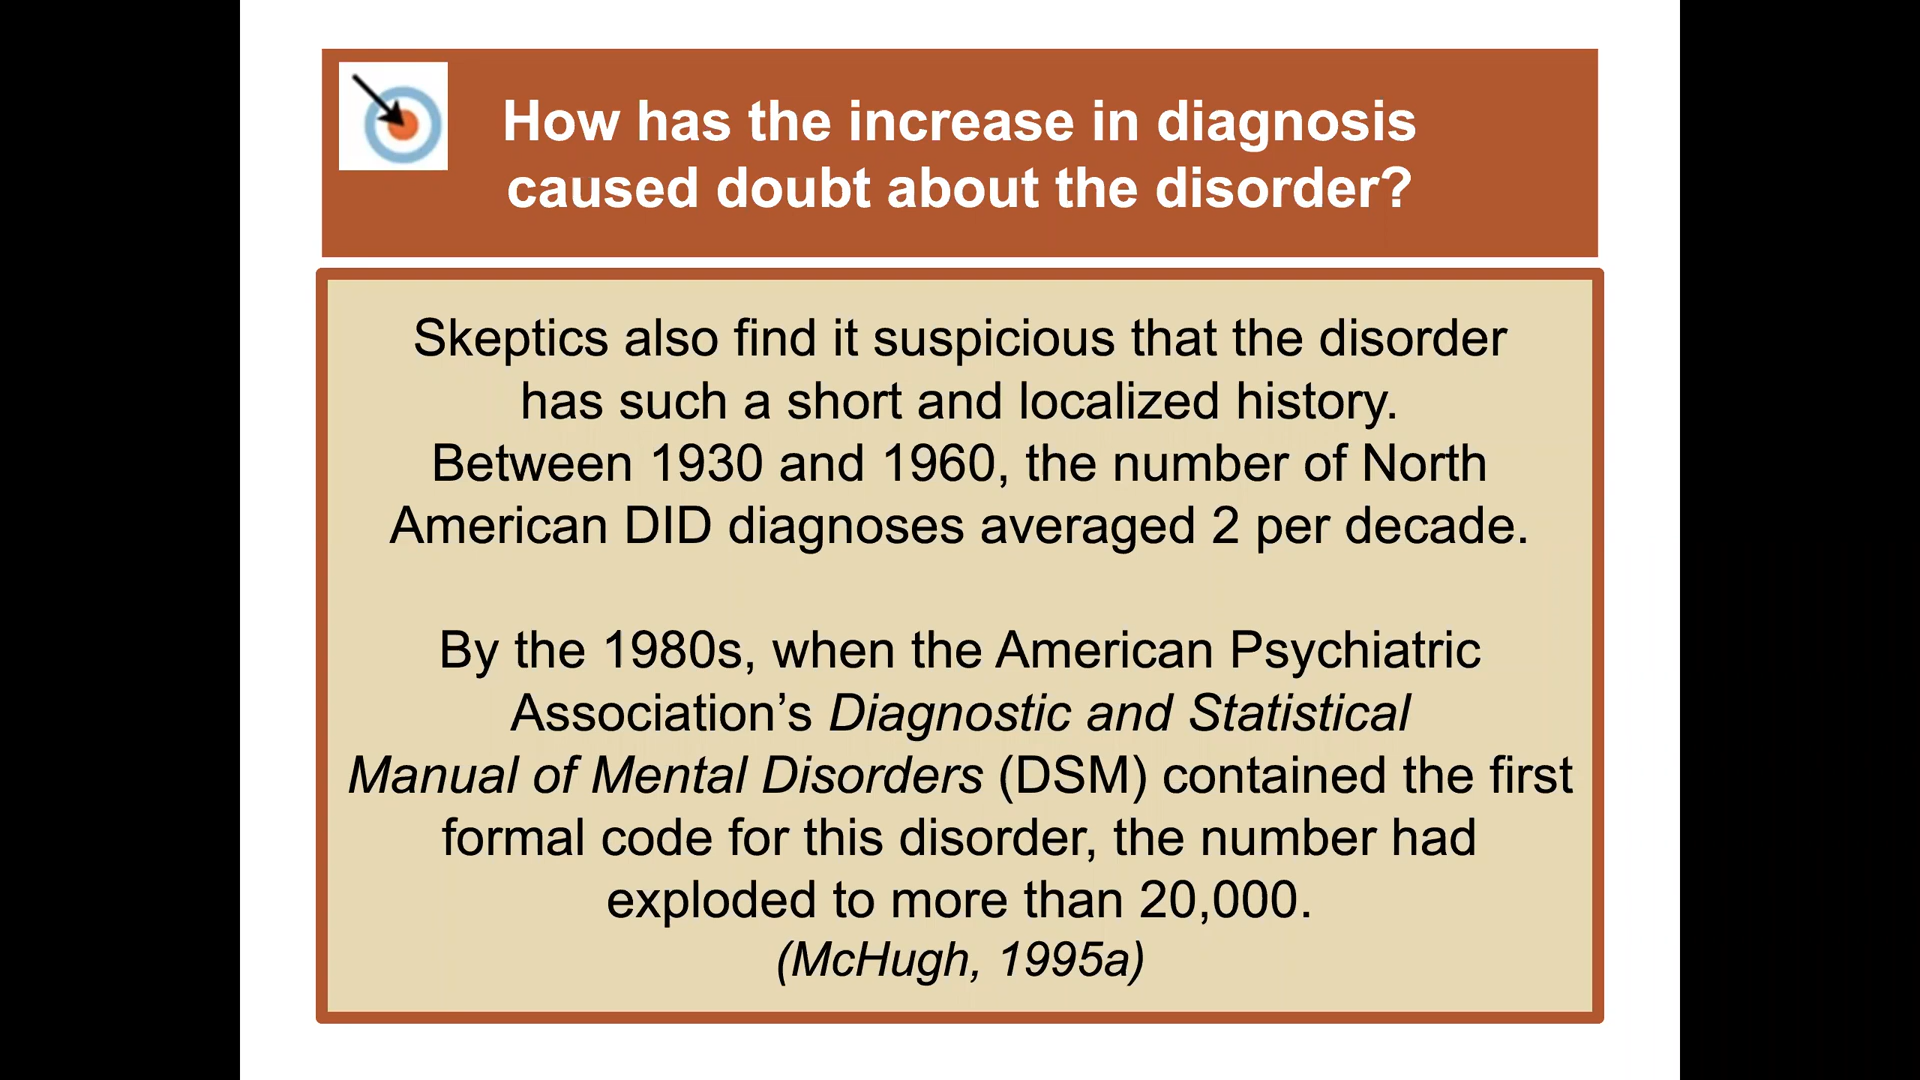 How has the increase in diagnosis
caused doubt about the disorder?
Skeptics also find it suspicious that the disorder
has such a short and localized history.
Between 1930 and 1960, the number of North
American DID diagnoses averaged 2 per decade.
By the 1980s, when the American Psychiatric
Association’s Diagnostic and Statistical
Manual of Mental Disorders (DSM) contained the first
formal code for this disorder, the number had
exploded to more than 20,000.
(McHugh, 1995a)